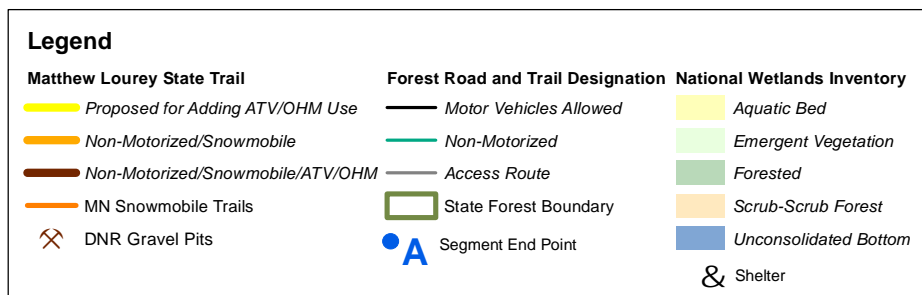 Legend
Matthew Lourey State Trail
Proposed for Adding ATV/OHM Use
Non-Motorized/Snowmobile
Non-Motorized/Snowmobile/ATV/OHM
MN Snowmobile Trails
DNR Gravel Pits
Forest Road and Trail Designation
Motor Vehicles Allowed
Non-Motorized
Access Route
State Forest Boundary
A Segment End Point
National Wetlands Inventory
Aquatic Bed
Emergent Vegetation
Forested
Scrub-Scrub Forest
Unconsolidated Bottom
& Shelter